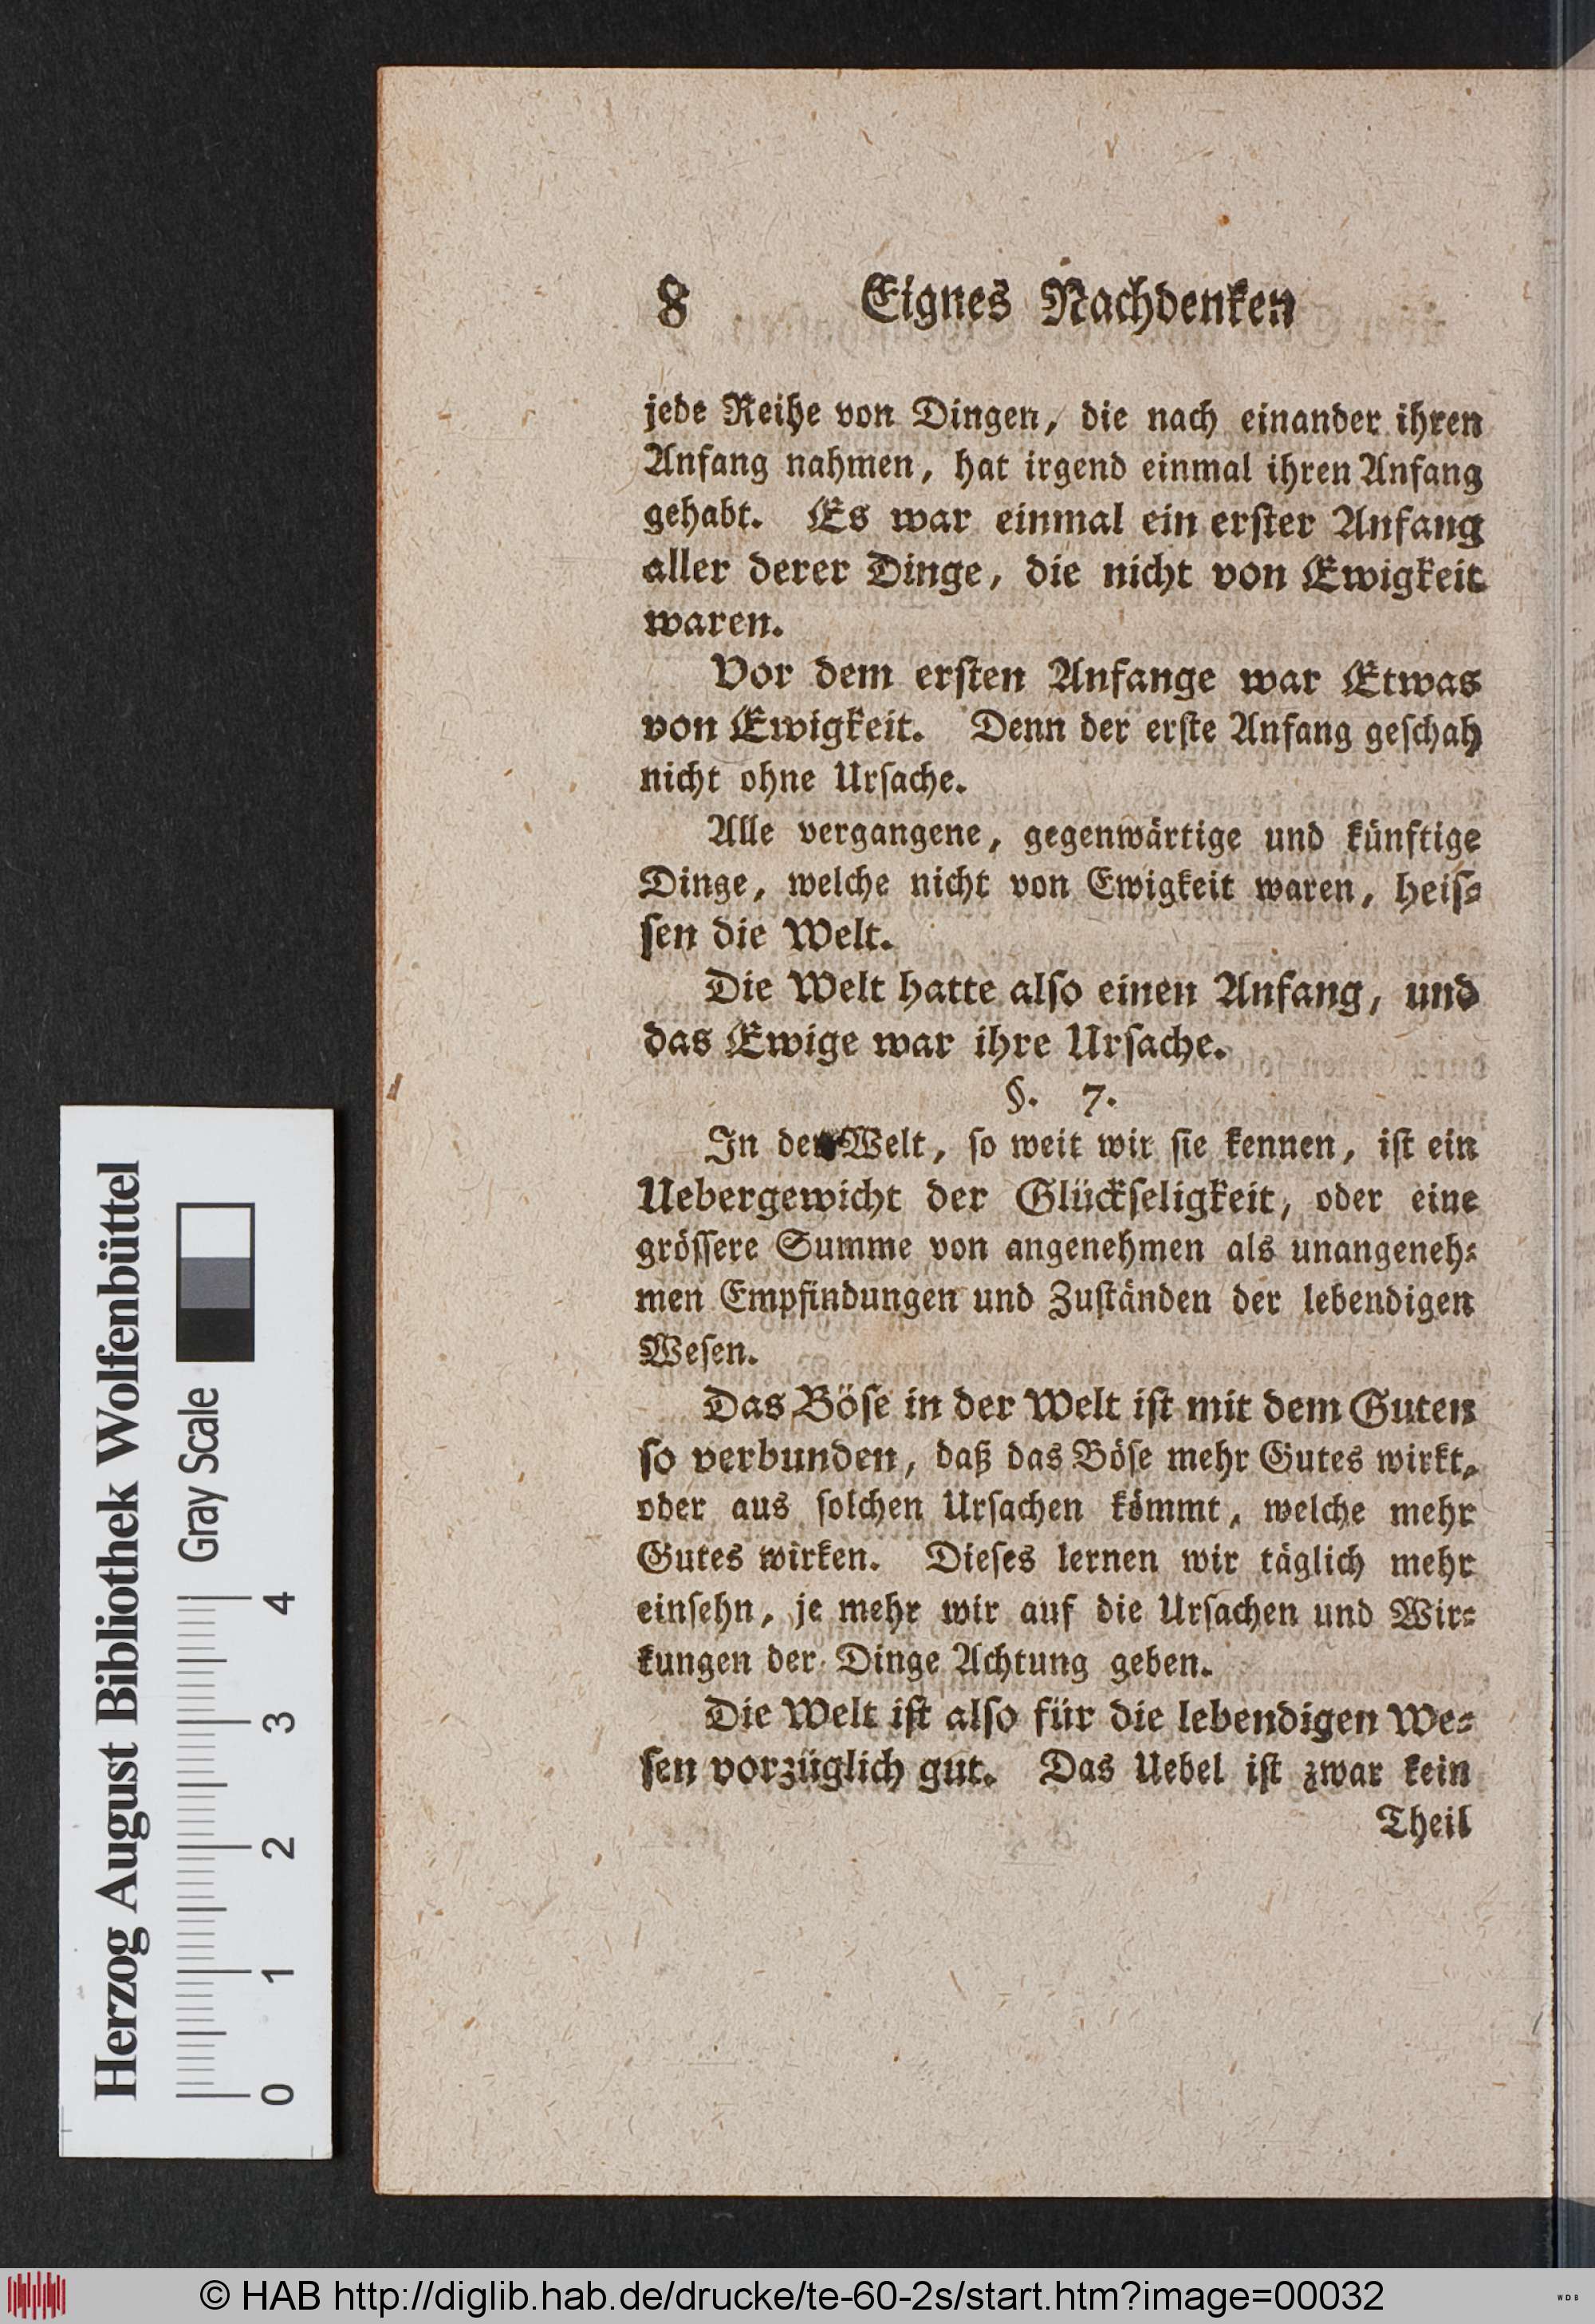 8 Eignes Nachdenken
jede Reihe von Dingen, die nach einander ihren
Anfang nahmen, hat irgend einmal ihren Anfang
gehabt. Es war einmal ein erſter Anfang
aller derer Dinge, die nicht von Ewigkeit
waren.
Vor dem erſten Anfange war Etwas
von Ewigkeit. Denn der erſte Anfang geſchah
nicht ohne Urſache.
Alle vergangene, gegenwärtige und künftige
Dinge, welche nicht von Ewigkeit waren, heiſ⸗
ſen die Welt.
Die Welt hatte alſo einen Anfang, und
das Ewige war ihre Urſache.
§. 7.
In der Welt, ſo weit wir ſie kennen, iſt ein
Uebergewicht der Glückſeligkeit, oder eine
gröſſere Summe von angenehmen als unangeneh⸗
men Empfindungen und Zuſtänden der lebendigen
Weſen.
Das Böſe in der Welt iſt mit dem Guten
ſo verbunden, daß das Böſe mehr Gutes wirkt,
oder aus ſolchen Urſachen kömmt, welche mehr
Gutes wirken. Dieſes lernen wir täglich mehr
einſehn, je mehr wir auf die Urſachen und Wir⸗
kungen der Dinge Achtung geben.
Die Welt iſt alſo für die lebendigen We⸗
ſen vorzüglich gut. Das Uebel iſt zwar kein
Theil
Herzog August Bibliothek Wolfenbüttel
Gray Scale
0 1 2 3 4
© HAB http://diglib.hab.de/drucke/te-60-2s/start.htm?image=00032
WDB